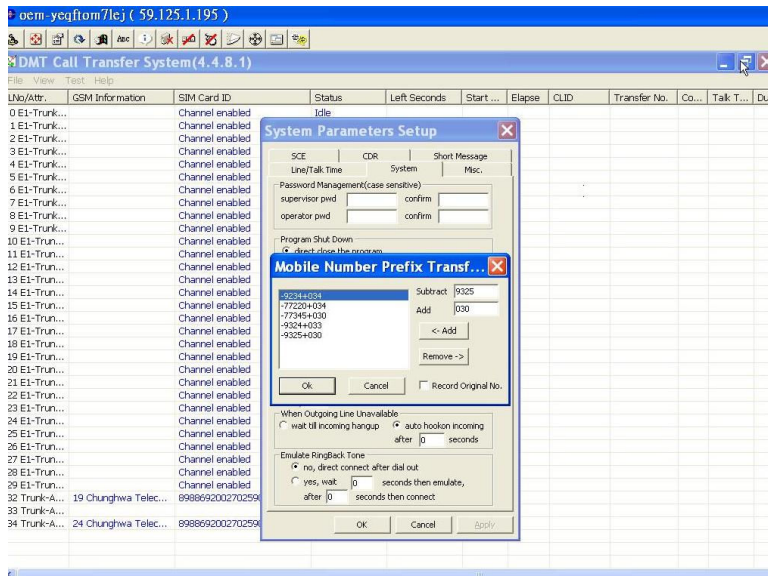 oem-yeqftom7lej ( 59.125.1.195 )
DMT Call Transfer System(4.4.8.1)
File View Test Help
LNo/Attr. GSM Information SIM Card ID Status Left Seconds Start ... Elapse CLID Transfer No. Co... Talk T... Du
0 E1-Trunk... Channel enabled Idle
1 E1-Trunk... Channel enabled
2 E1-Trunk... Channel enabled
3 E1-Trunk... Channel enabled
4 E1-Trunk... Channel enabled
5 E1-Trunk... Channel enabled
6 E1-Trunk... Channel enabled
7 E1-Trunk... Channel enabled
8 E1-Trunk... Channel enabled
9 E1-Trunk... Channel enabled
10 E1-Trun... Channel enabled
11 E1-Trun... Channel enabled
12 E1-Trun... Channel enabled
13 E1-Trun... Channel enabled
14 E1-Trun... Channel enabled
15 E1-Trun... Channel enabled
16 E1-Trun... Channel enabled
17 E1-Trun... Channel enabled
18 E1-Trun... Channel enabled
19 E1-Trun... Channel enabled
20 E1-Trun... Channel enabled
21 E1-Trun... Channel enabled
22 E1-Trun... Channel enabled
23 E1-Trun... Channel enabled
24 E1-Trun... Channel enabled
25 E1-Trun... Channel enabled
26 E1-Trun... Channel enabled
27 E1-Trun... Channel enabled
28 E1-Trun... Channel enabled
29 E1-Trun... Channel enabled
32 Trunk-A... 19 Chunghwa Telec... 8988692002702590
33 Trunk-A...
34 Trunk-A... 24 Chunghwa Telec... 898869200270259
System Parameters Setup
SCE CDR Short Message
Line/Talk Time System Misc.
Password Management(case sensitive)
supervisor pwd confirm
operator pwd confirm
Program Shut Down
direct close the program
Mobile Number Prefix Transf...
-9234+034
-77220+034
-77345+030
-9324+033
-9325+030
Subtract 9325
Add 030
<- Add
Remove ->
Ok Cancel Record Original No.
When Outgoing Line Unavailable
wait till incoming hangup auto hookon incoming
after 0 seconds
Emulate RingBack Tone
no, direct connect after dial out
yes, wait 0 seconds then emulate,
after 0 seconds then connect
OK Cancel Apply